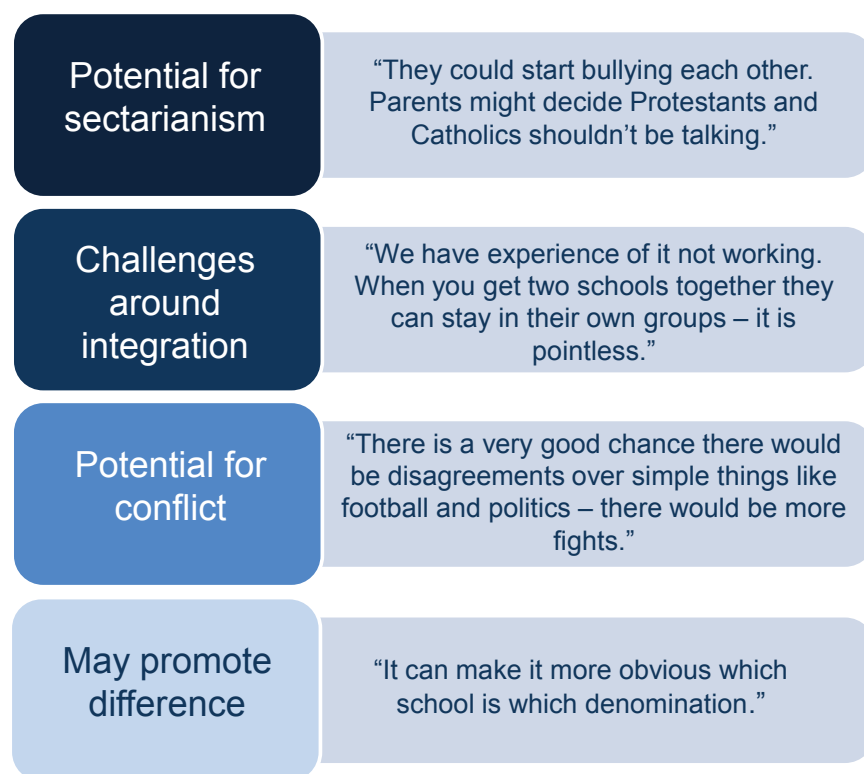 Potential for
sectarianism
“They could start bullying each other.
Parents might decide Protestants and
Catholics shouldn’t be talking.”
Challenges
around
integration
“We have experience of it not working.
When you get two schools together they
can stay in their own groups – it is
pointless.”
Potential for
conflict
“There is a very good chance there would
be disagreements over simple things like
football and politics – there would be more
fights.”
May promote
difference
“It can make it more obvious which
school is which denomination.”